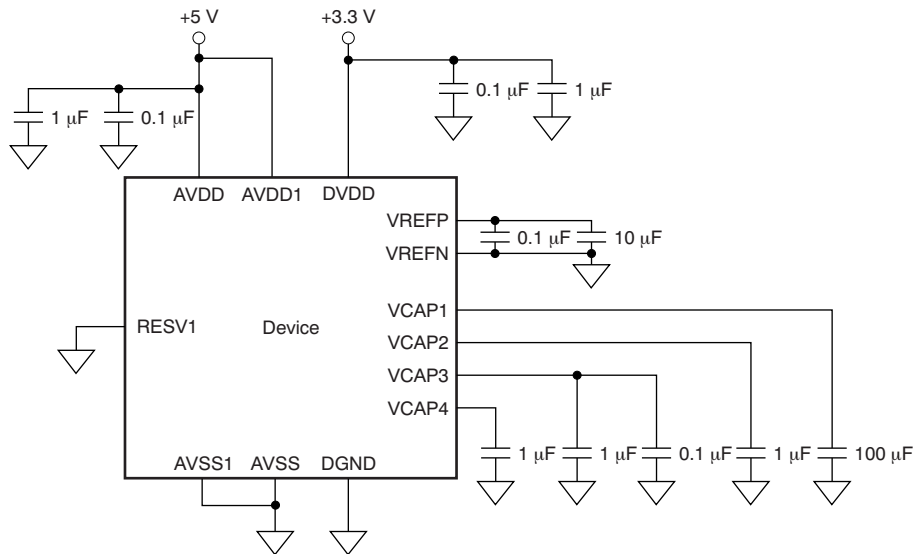 +5 V
+3.3 V
1 µF
0.1 µF
0.1 µF
1 µF
AVDD
AVDD1
DVDD
VREFP
0.1 µF
10 µF
VREFN
RESV1
Device
VCAP1
VCAP2
VCAP3
VCAP4
1 µF
1 µF
0.1 µF
1 µF
100 µF
AVSS1
AVSS
DGND